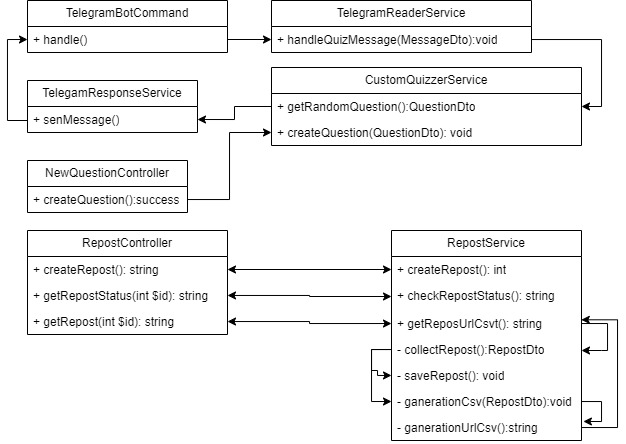 TelegramBotCommand
+ handle()
TelegramReaderService
+ handleQuizMessage(MessageDto):void
TelegamResponseService
+ senMessage()
CustomQuizzerService
+ getRandomQuestion():QuestionDto
+ createQuestion(QuestionDto): void
NewQuestionController
+ createQuestion():success
RepostController
+ createRepost(): string
+ getRepostStatus(int $id): string
+ getRepost(int $id): string
RepostService
+ createRepost(): int
+ checkRepostStatus(): string
+ getReposUrlCsvt(): string
- collectRepost():RepostDto
- saveRepost(): void
- ganerationCsv(RepostDto):void
- ganerationUrlCsv():string